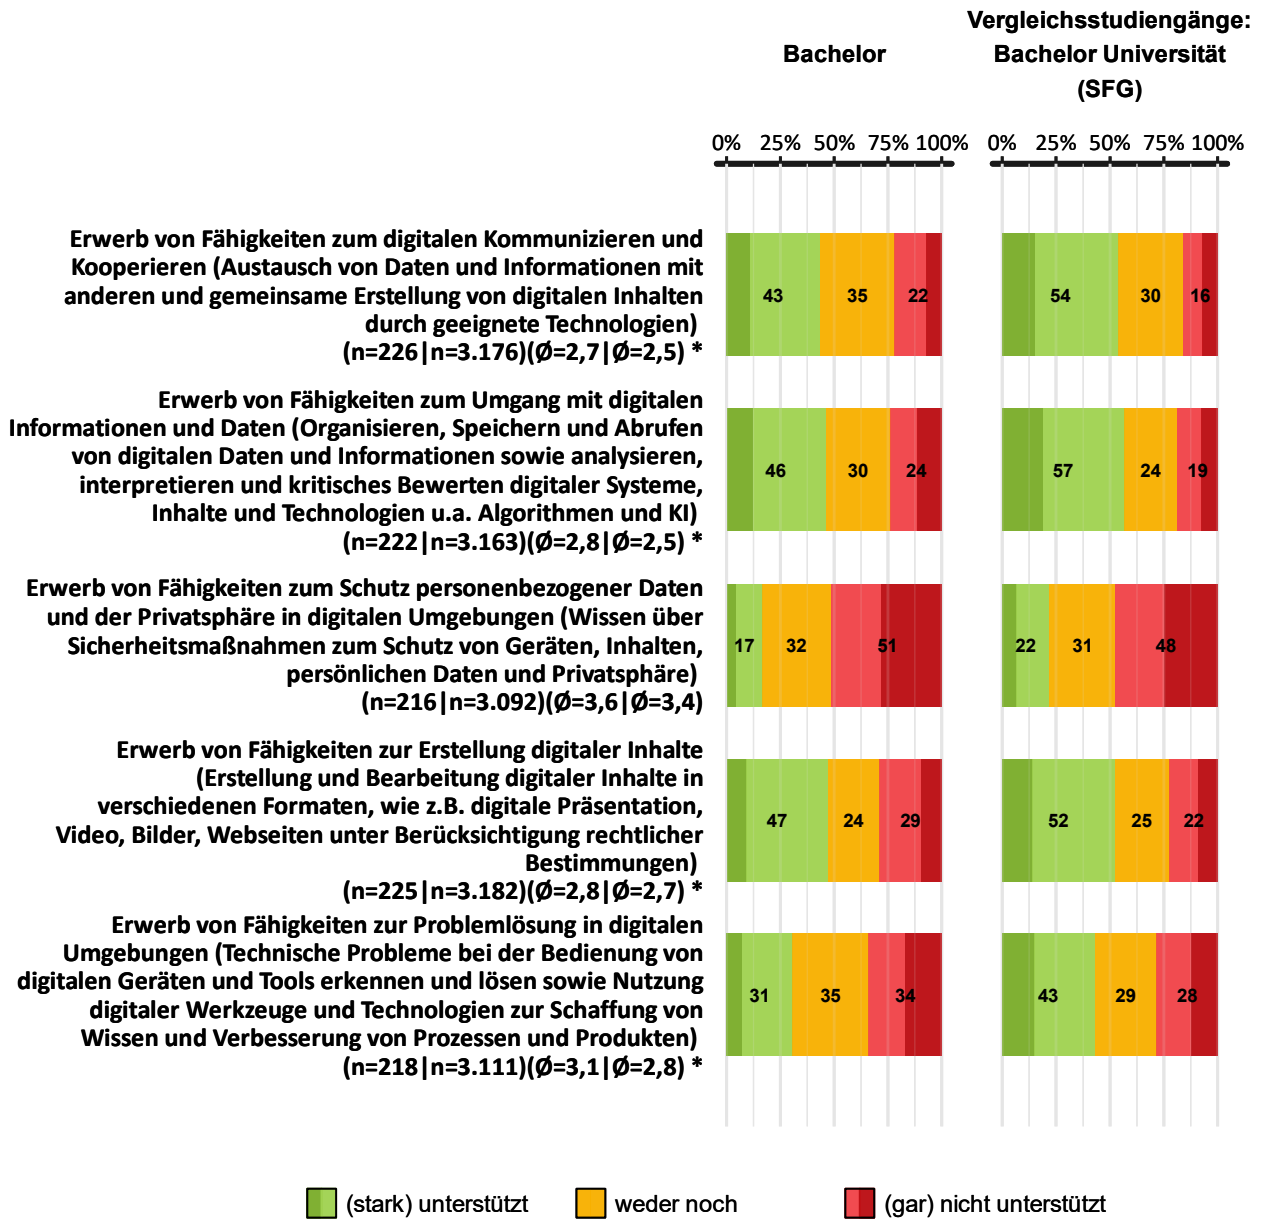 Vergleichsstudiengänge:
Bachelor Bachelor Universität
(SFG)
0% 25% 50% 75% 100% 0% 25% 50% 75% 100%
Erwerb von Fähigkeiten zum digitalen Kommunizieren und
Kooperieren (Austausch von Daten und Informationen mit
anderen und gemeinsame Erstellung von digitalen Inhalten
durch geeignete Technologien)
(n=226|n=3.176)(Ø=2,7|Ø=2,5) *
43 35 22 54 30 16
Erwerb von Fähigkeiten zum Umgang mit digitalen
Informationen und Daten (Organisieren, Speichern und Abrufen
von digitalen Daten und Informationen sowie analysieren,
interpretieren und kritisches Bewerten digitaler Systeme,
Inhalte und Technologien u.a. Algorithmen und KI)
(n=222|n=3.163)(Ø=2,8|Ø=2,5) *
46 30 24 57 24 19
Erwerb von Fähigkeiten zum Schutz personenbezogener Daten
und der Privatsphäre in digitalen Umgebungen (Wissen über
Sicherheitsmaßnahmen zum Schutz von Geräten, Inhalten,
persönlichen Daten und Privatsphäre)
(n=216|n=3.092)(Ø=3,6|Ø=3,4)
17 32 51 22 31 48
Erwerb von Fähigkeiten zur Erstellung digitaler Inhalte
(Erstellung und Bearbeitung digitaler Inhalte in
verschiedenen Formaten, wie z.B. digitale Präsentation,
Video, Bilder, Webseiten unter Berücksichtigung rechtlicher
Bestimmungen)
(n=225|n=3.182)(Ø=2,8|Ø=2,7) *
47 24 29 52 25 22
Erwerb von Fähigkeiten zur Problemlösung in digitalen
Umgebungen (Technische Probleme bei der Bedienung von
digitalen Geräten und Tools erkennen und lösen sowie Nutzung
digitaler Werkzeuge und Technologien zur Schaffung von
Wissen und Verbesserung von Prozessen und Produkten)
(n=218|n=3.111)(Ø=3,1|Ø=2,8) *
31 35 34 43 29 28
(stark) unterstützt weder noch (gar) nicht unterstützt